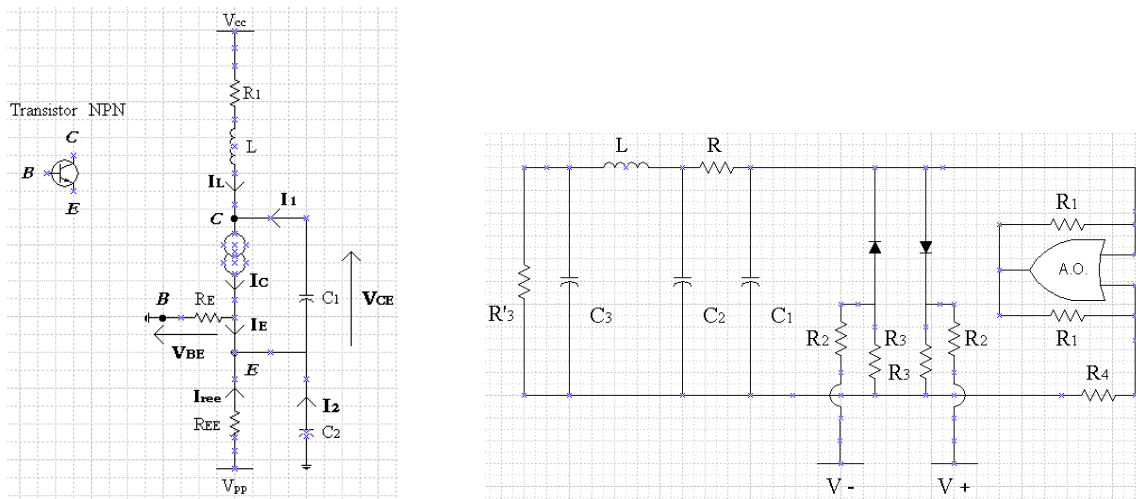 Vcc
R1
Transistor NPN
C
B
E
L
IL
I1
C
IC
C1
VCE
B
RE
IE
VBE
E
Iree
I2
REE
C2
Vpp
L
R
R1
A.O.
R'3
C3
C2
C1
R2
R3
R3
R2
R1
R4
V -
V +